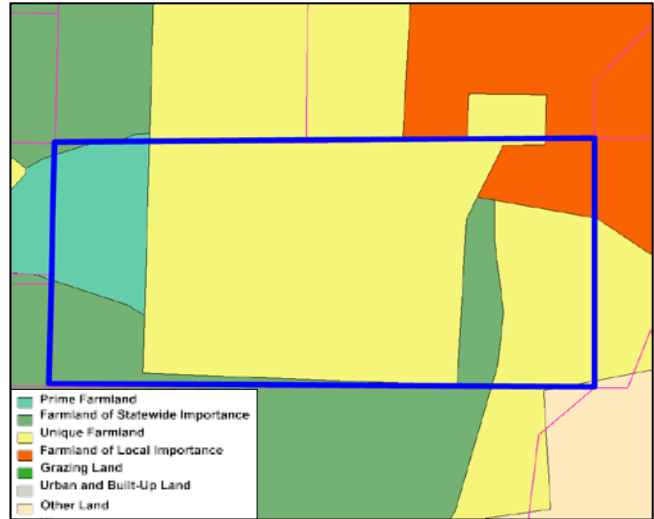 Prime Farmland
Farmland of Statewide Importance
Unique Farmland
Farmland of Local Importance
Grazing Land
Urban and Built-Up Land
Other Land